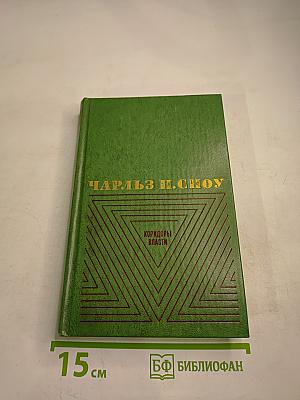 ЧАРЛЬЗ П.СНОУ
КОРИДОРЫ
ВЛАСТИ
15 см
БФ БИБЛИОФАН